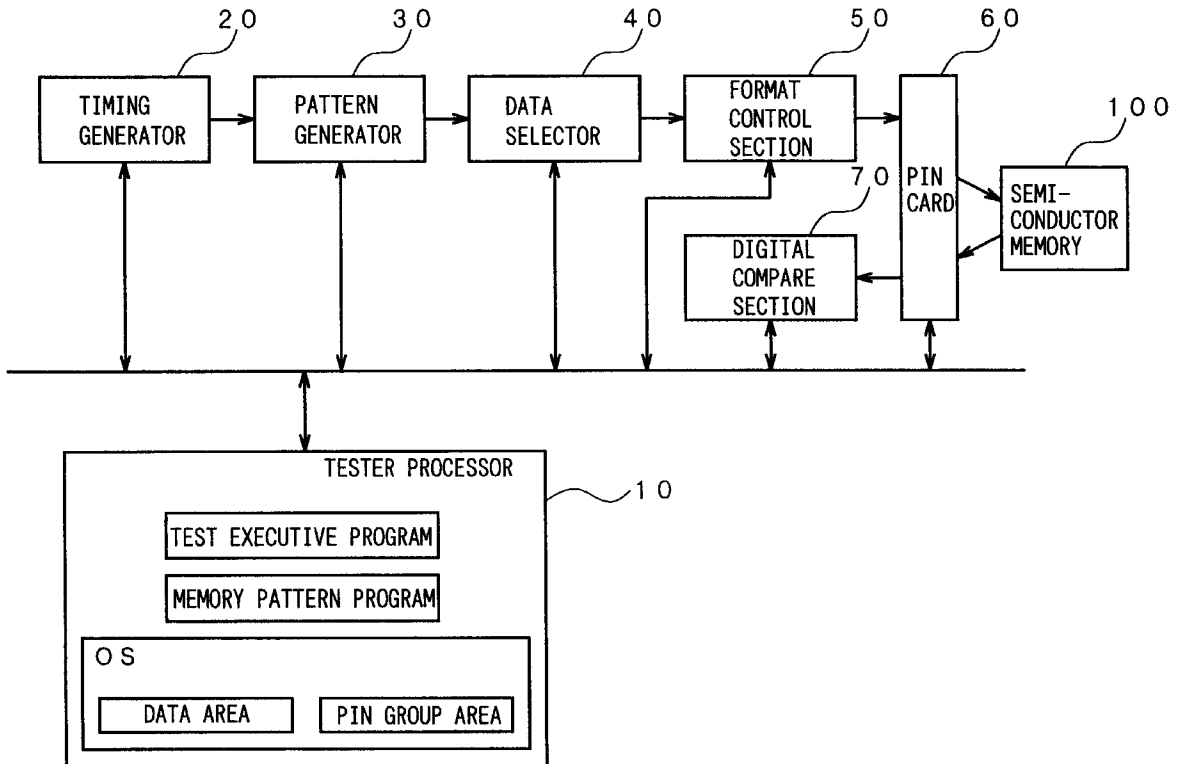 20
30
40
50
60
TIMING
GENERATOR
PATTERN
GENERATOR
DATA
SELECTOR
FORMAT
CONTROL
SECTION
100
70
PIN
CARD
SEMI-
CONDUCTOR
MEMORY
DIGITAL
COMPARE
SECTION
TESTER PROCESSOR
10
TEST EXECUTIVE PROGRAM
MEMORY PATTERN PROGRAM
OS
DATA AREA
PIN GROUP AREA